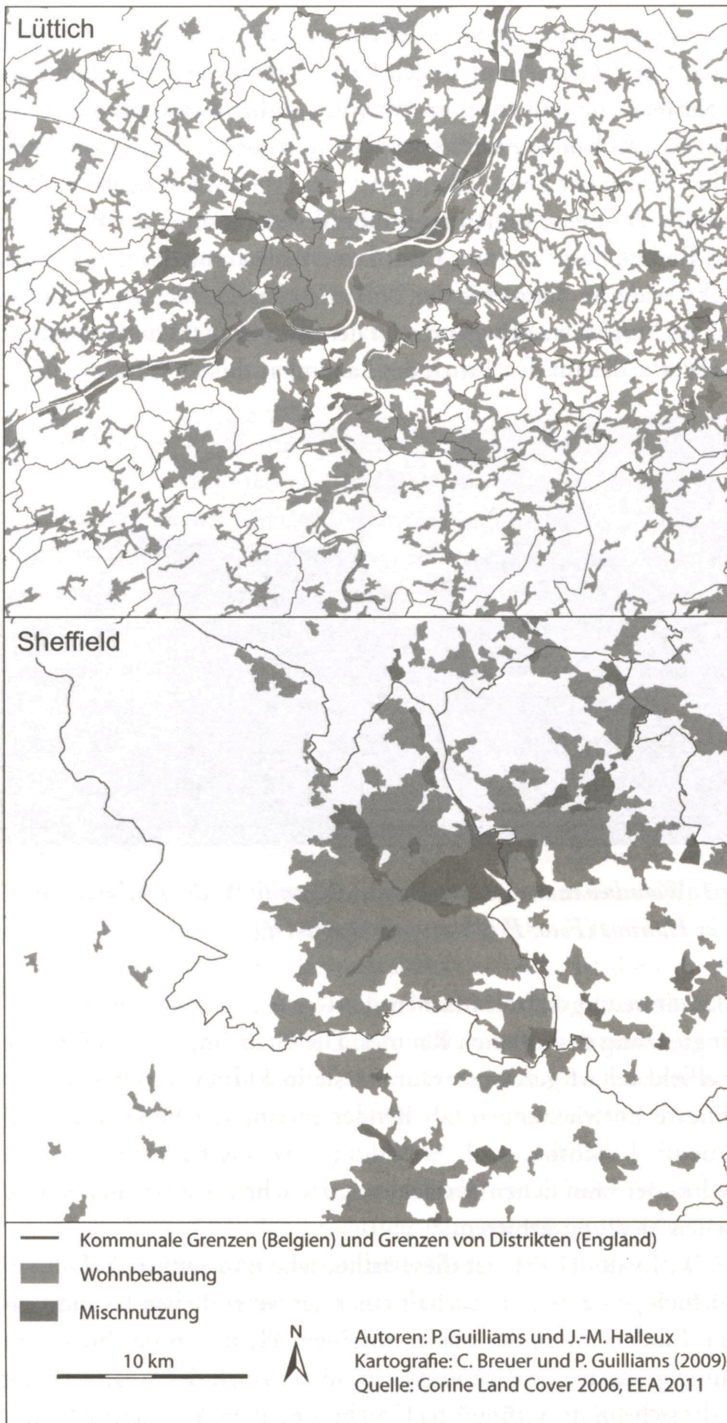 Lüttich
Sheffield
Kommunale Grenzen (Belgien) und Grenzen von Distrikten (England)
Wohnbebauung
Mischnutzung
10 km
N
Autoren: P. Guilliams und J.-M. Halleux
Kartografie: C. Breuer und P. Guilliams (2009)
Quelle: Corine Land Cover 2006, EEA 2011